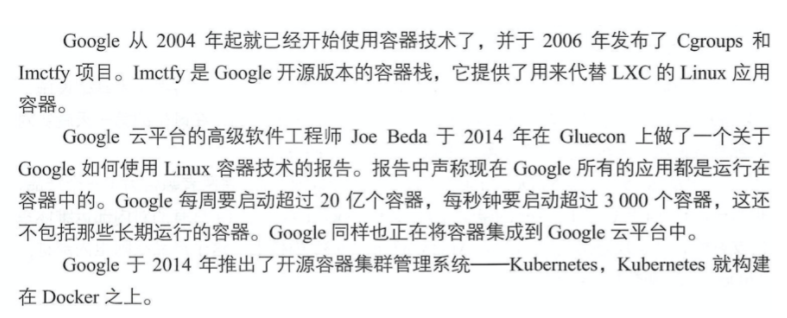 Google 从 2004 年起就已经开始使用容器技术了，并于 2006 年发布了 Cgroups 和
Imctfy 项目。Imctfy 是 Google 开源版本的容器栈，它提供了用来代替 LXC 的 Linux 应用
容器。
Google 云平台的高级软件工程师 Joe Beda 于 2014 年在 Gluecon 上做了一个关于
Google 如何使用 Linux 容器技术的报告。报告中声称现在 Google 所有的应用都是运行在
容器中的。Google 每周要启动超过 20 亿个容器，每秒钟要启动超过 3 000 个容器，这还
不包括那些长期运行的容器。Google 同样也正在将容器集成到 Google 云平台中。
Google 于 2014 年推出了开源容器集群管理系统——Kubernetes，Kubernetes 就构建
在 Docker 之上。